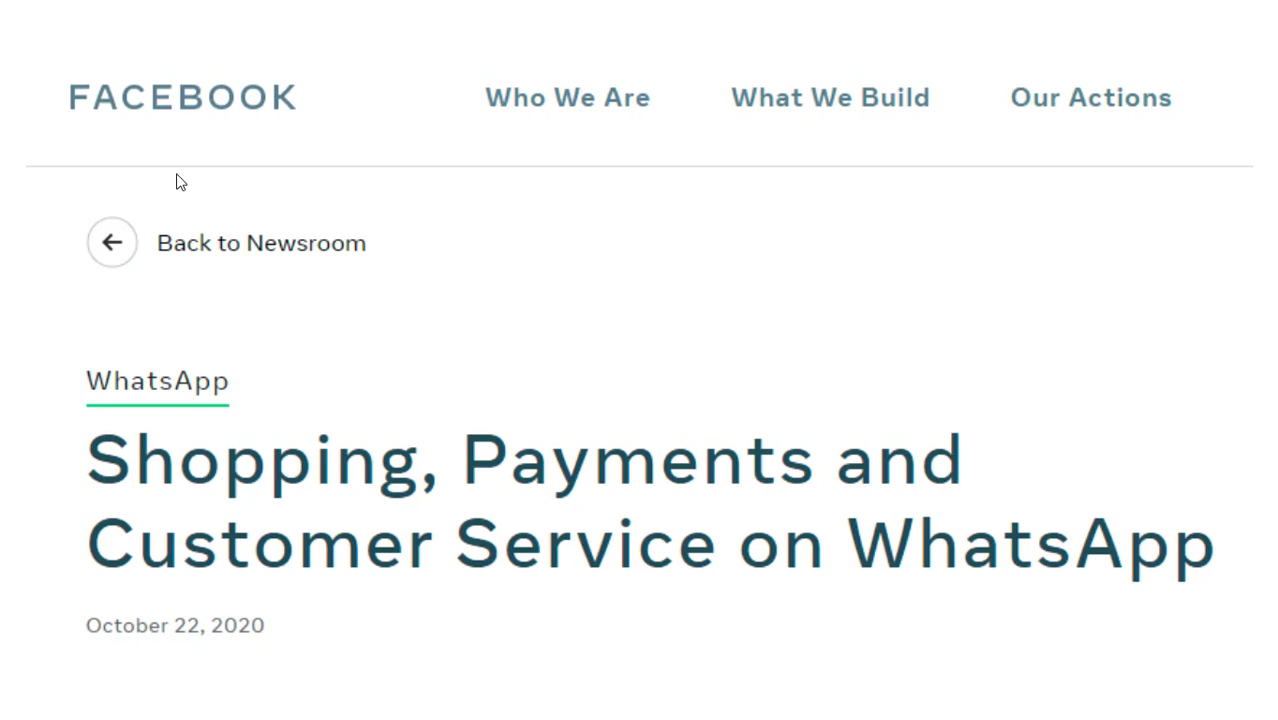 FACEBOOK Who We Are What We Build Our Actions
Back to Newsroom
WhatsApp
Shopping, Payments and
Customer Service on WhatsApp
October 22, 2020